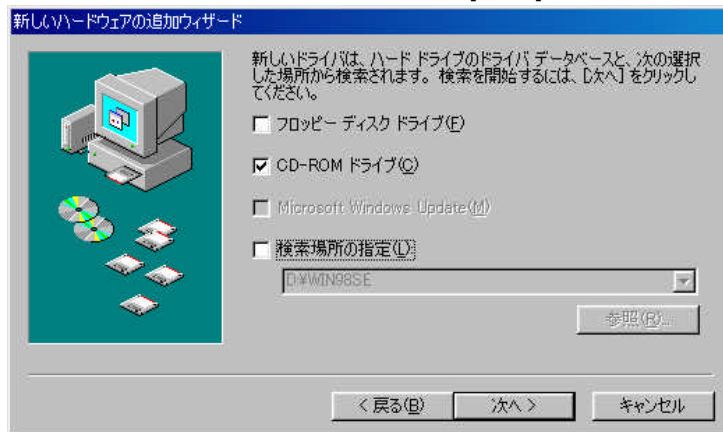 新しいハードウェアの追加ウィザード
新しいドライバは、ハード ドライブのドライバ データベースと、次の選択
した場所から検索されます。 検索を開始するには、[次へ] をクリックし
てください。
フロッピー ディスク ドライブ(F)
CD-ROM ドライブ(C)
Microsoft Windows Update(M)
検索場所の指定(L):
D:¥WIN98SE
参照(R)...
< 戻る(B)
次へ >
キャンセル